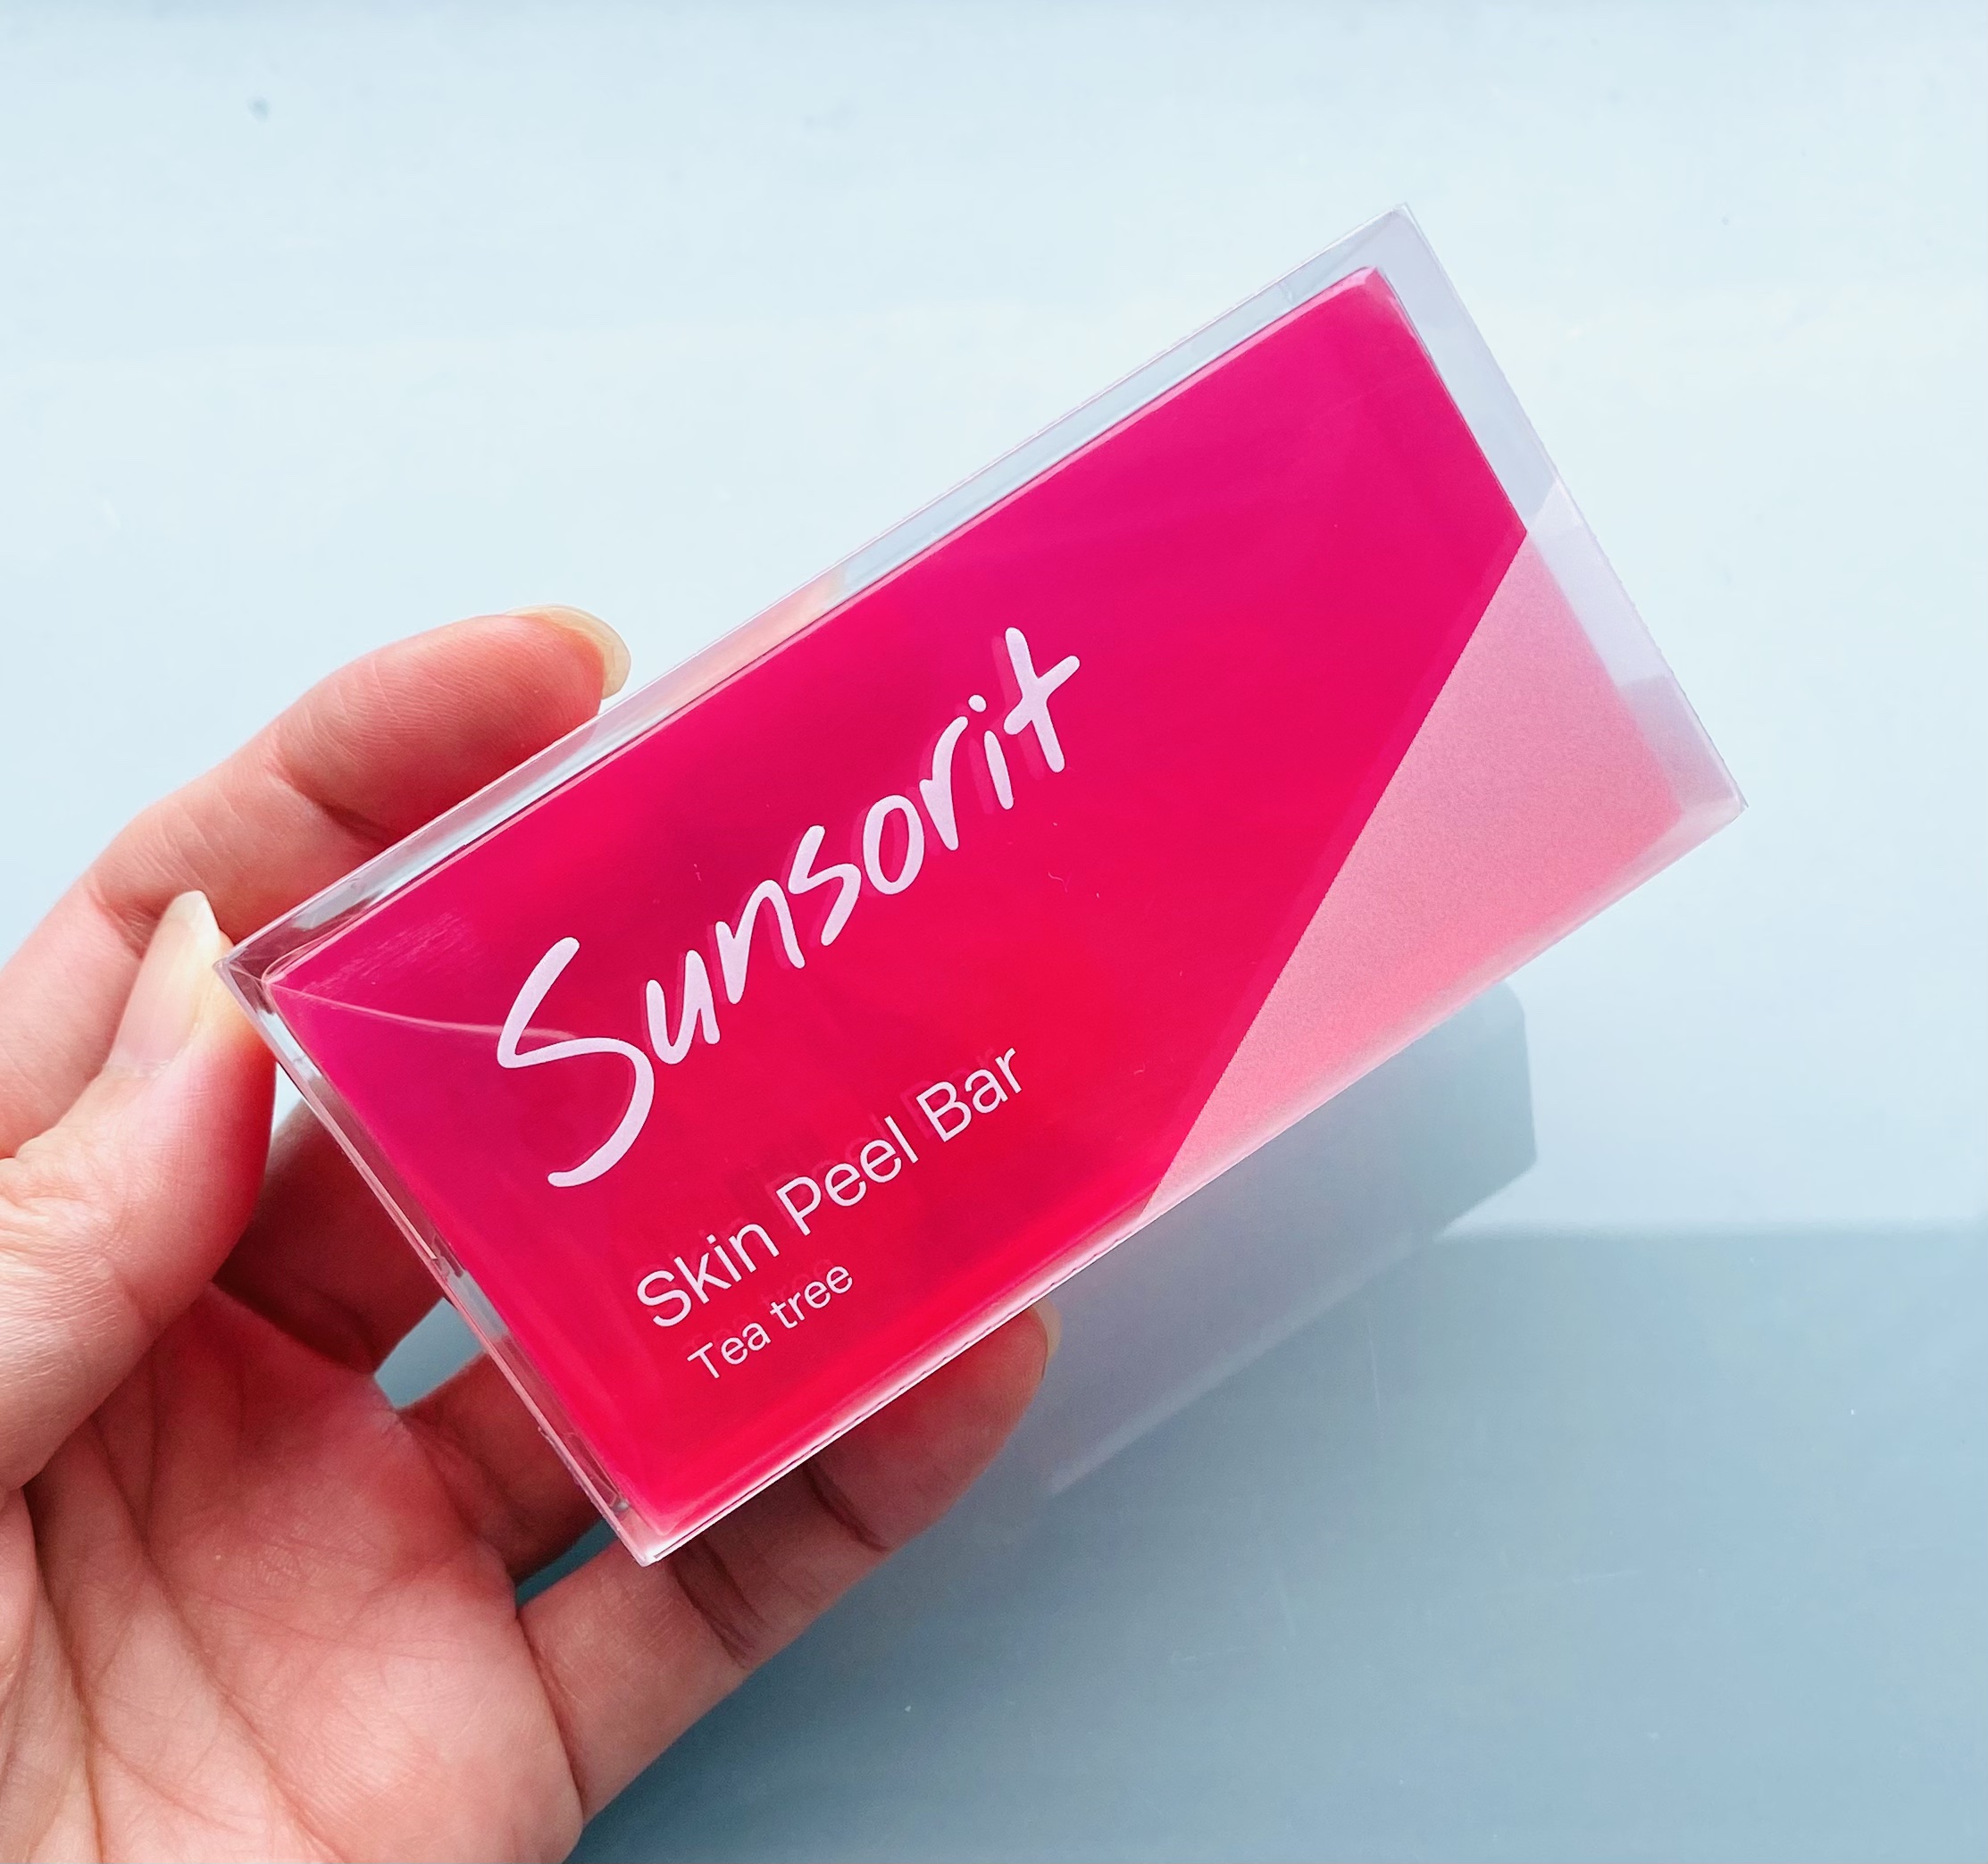 Sunsorit
Skin Peel Bar
Tea tree